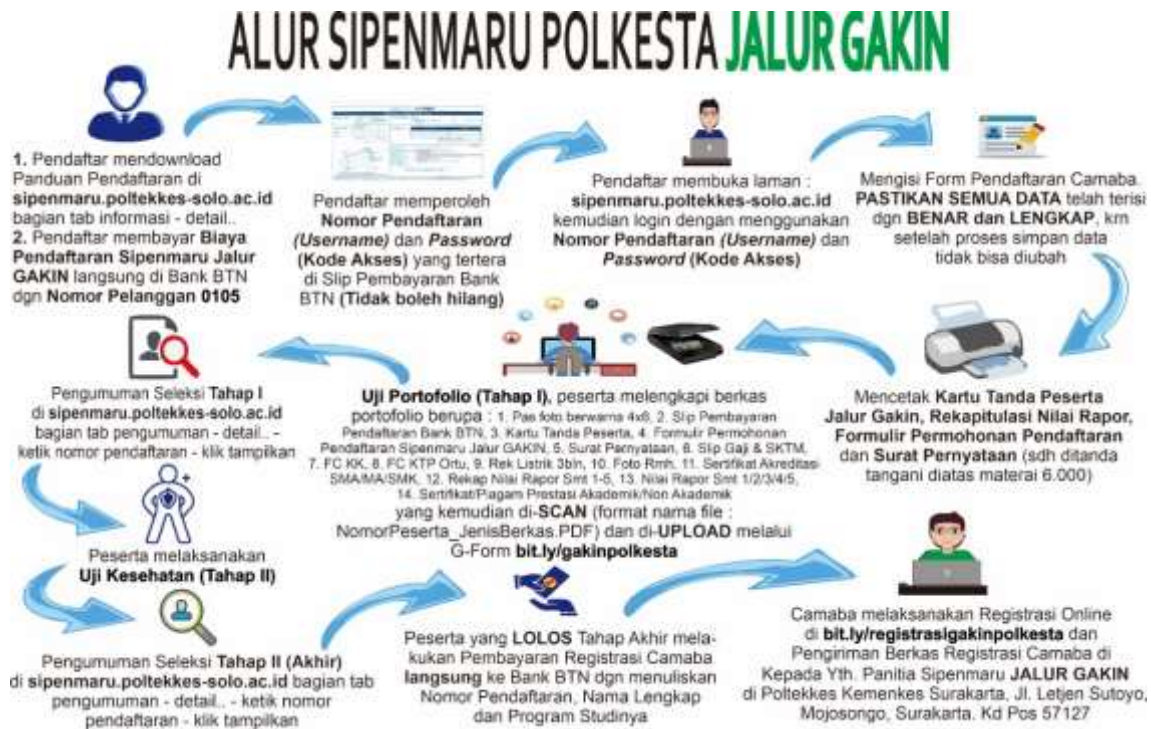 ALUR SIPENMARU POLKESTA JALUR GAKIN
1. Pendaftar mendownload
Panduan Pendaftaran di
sipenmaru.poltekkes-solo.ac.id
bagian tab informasi - detail..
2. Pendaftar membayar Biaya
Pendaftaran Sipenmaru Jalur
GAKIN langsung di Bank BTN
dgn Nomor Pelanggan 0105
Pendaftar memperoleh
Nomor Pendaftaran
(Username) dan Password
(Kode Akses) yang tertera
di Slip Pembayaran Bank
BTN (Tidak boleh hilang)
Pendaftar membuka laman :
sipenmaru.poltekkes-solo.ac.id
kemudian login dengan menggunakan
Nomor Pendaftaran (Username) dan
Password (Kode Akses)
Mengisi Form Pendaftaran Camaba.
PASTIKAN SEMUA DATA telah terisi
dgn BENAR dan LENGKAP, krn
setelah proses simpan data
tidak bisa diubah
Mencetak Kartu Tanda Peserta
Jalur Gakin, Rekapitulasi Nilai Rapor,
Formulir Permohonan Pendaftaran
dan Surat Pernyataan (sdh ditanda
tangani diatas materai 6.000)
Uji Portofolio (Tahap I), peserta melengkapi berkas
portofolio berupa : 1. Pas foto berwarna 4x6, 2. Slip Pembayaran
Pendaftaran Bank BTN, 3. Kartu Tanda Peserta, 4. Formulir Permohonan
Pendaftaran Sipenmaru Jalur GAKIN, 5. Surat Pernyataan, 6. Slip Gaji & SKTM,
7. FC KK, 8. FC KTP Ortu, 9. Rek Listrik 3bln, 10. Foto Rmh, 11. Sertifikat Akreditasi
SMA/MA/SMK, 12. Rekap Nilai Rapor Smt 1-5, 13. Nilai Rapor Smt 1/2/3/4/5,
14. Sertifikat/Piagam Prestasi Akademik/Non Akademik
yang kemudian di-SCAN (format nama file :
NomorPeserta_JenisBerkas.PDF) dan di-UPLOAD melalui
G-Form bit.ly/gakinpolkesta
Pengumuman Seleksi Tahap I
di sipenmaru.poltekkes-solo.ac.id
bagian tab pengumuman - detail.. -
ketik nomor pendaftaran - klik tampilkan
Peserta melaksanakan
Uji Kesehatan (Tahap II)
Pengumuman Seleksi Tahap II (Akhir)
di sipenmaru.poltekkes-solo.ac.id bagian tab
pengumuman - detail.. - ketik nomor
pendaftaran - klik tampilkan
Peserta yang LOLOS Tahap Akhir mela-
kukan Pembayaran Registrasi Camaba
langsung ke Bank BTN dgn menuliskan
Nomor Pendaftaran, Nama Lengkap
dan Program Studinya
Camaba melaksanakan Registrasi Online
di bit.ly/registrasigakinpolkesta dan
Pengiriman Berkas Registrasi Camaba di
Kepada Yth. Panitia Sipenmaru JALUR GAKIN
di Poltekkes Kemenkes Surakarta, Jl. Letjen Sutoyo,
Mojosongo, Surakarta. Kd Pos 57127